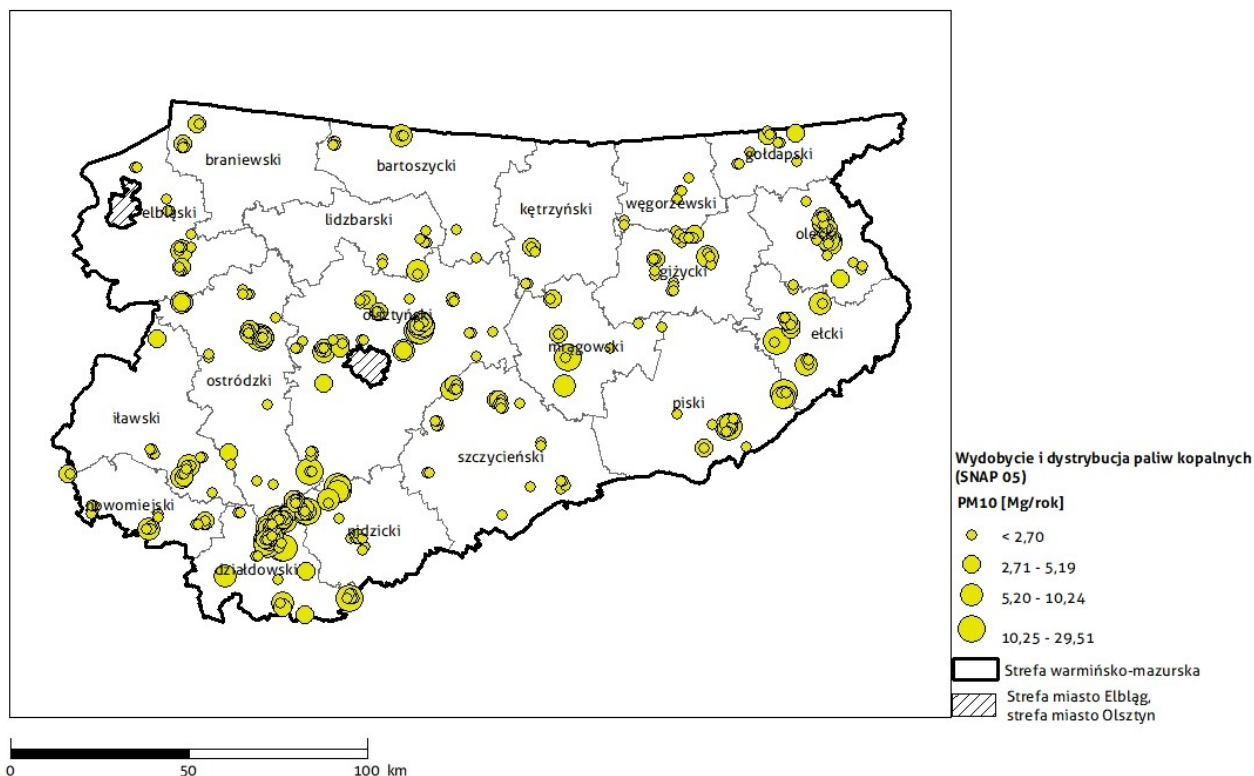 braniewski
bartoszycki
gołdapski
elbląski
lidzbarski
kętrzyński
węgorzewski
olecki
giżycki
olsztyński
ełcki
mrągowski
ostródzki
piski
iławski
szczycieński
nowomiejski
nidzicki
działdowski
Wydobycie i dystrybucja paliw kopalnych
(SNAP 05)
PM10 [Mg/rok]
< 2,70
2,71 - 5,19
5,20 - 10,24
10,25 - 29,51
Strefa warmińsko-mazurska
Strefa miasto Elbląg,
strefa miasto Olsztyn
0 50 100 km